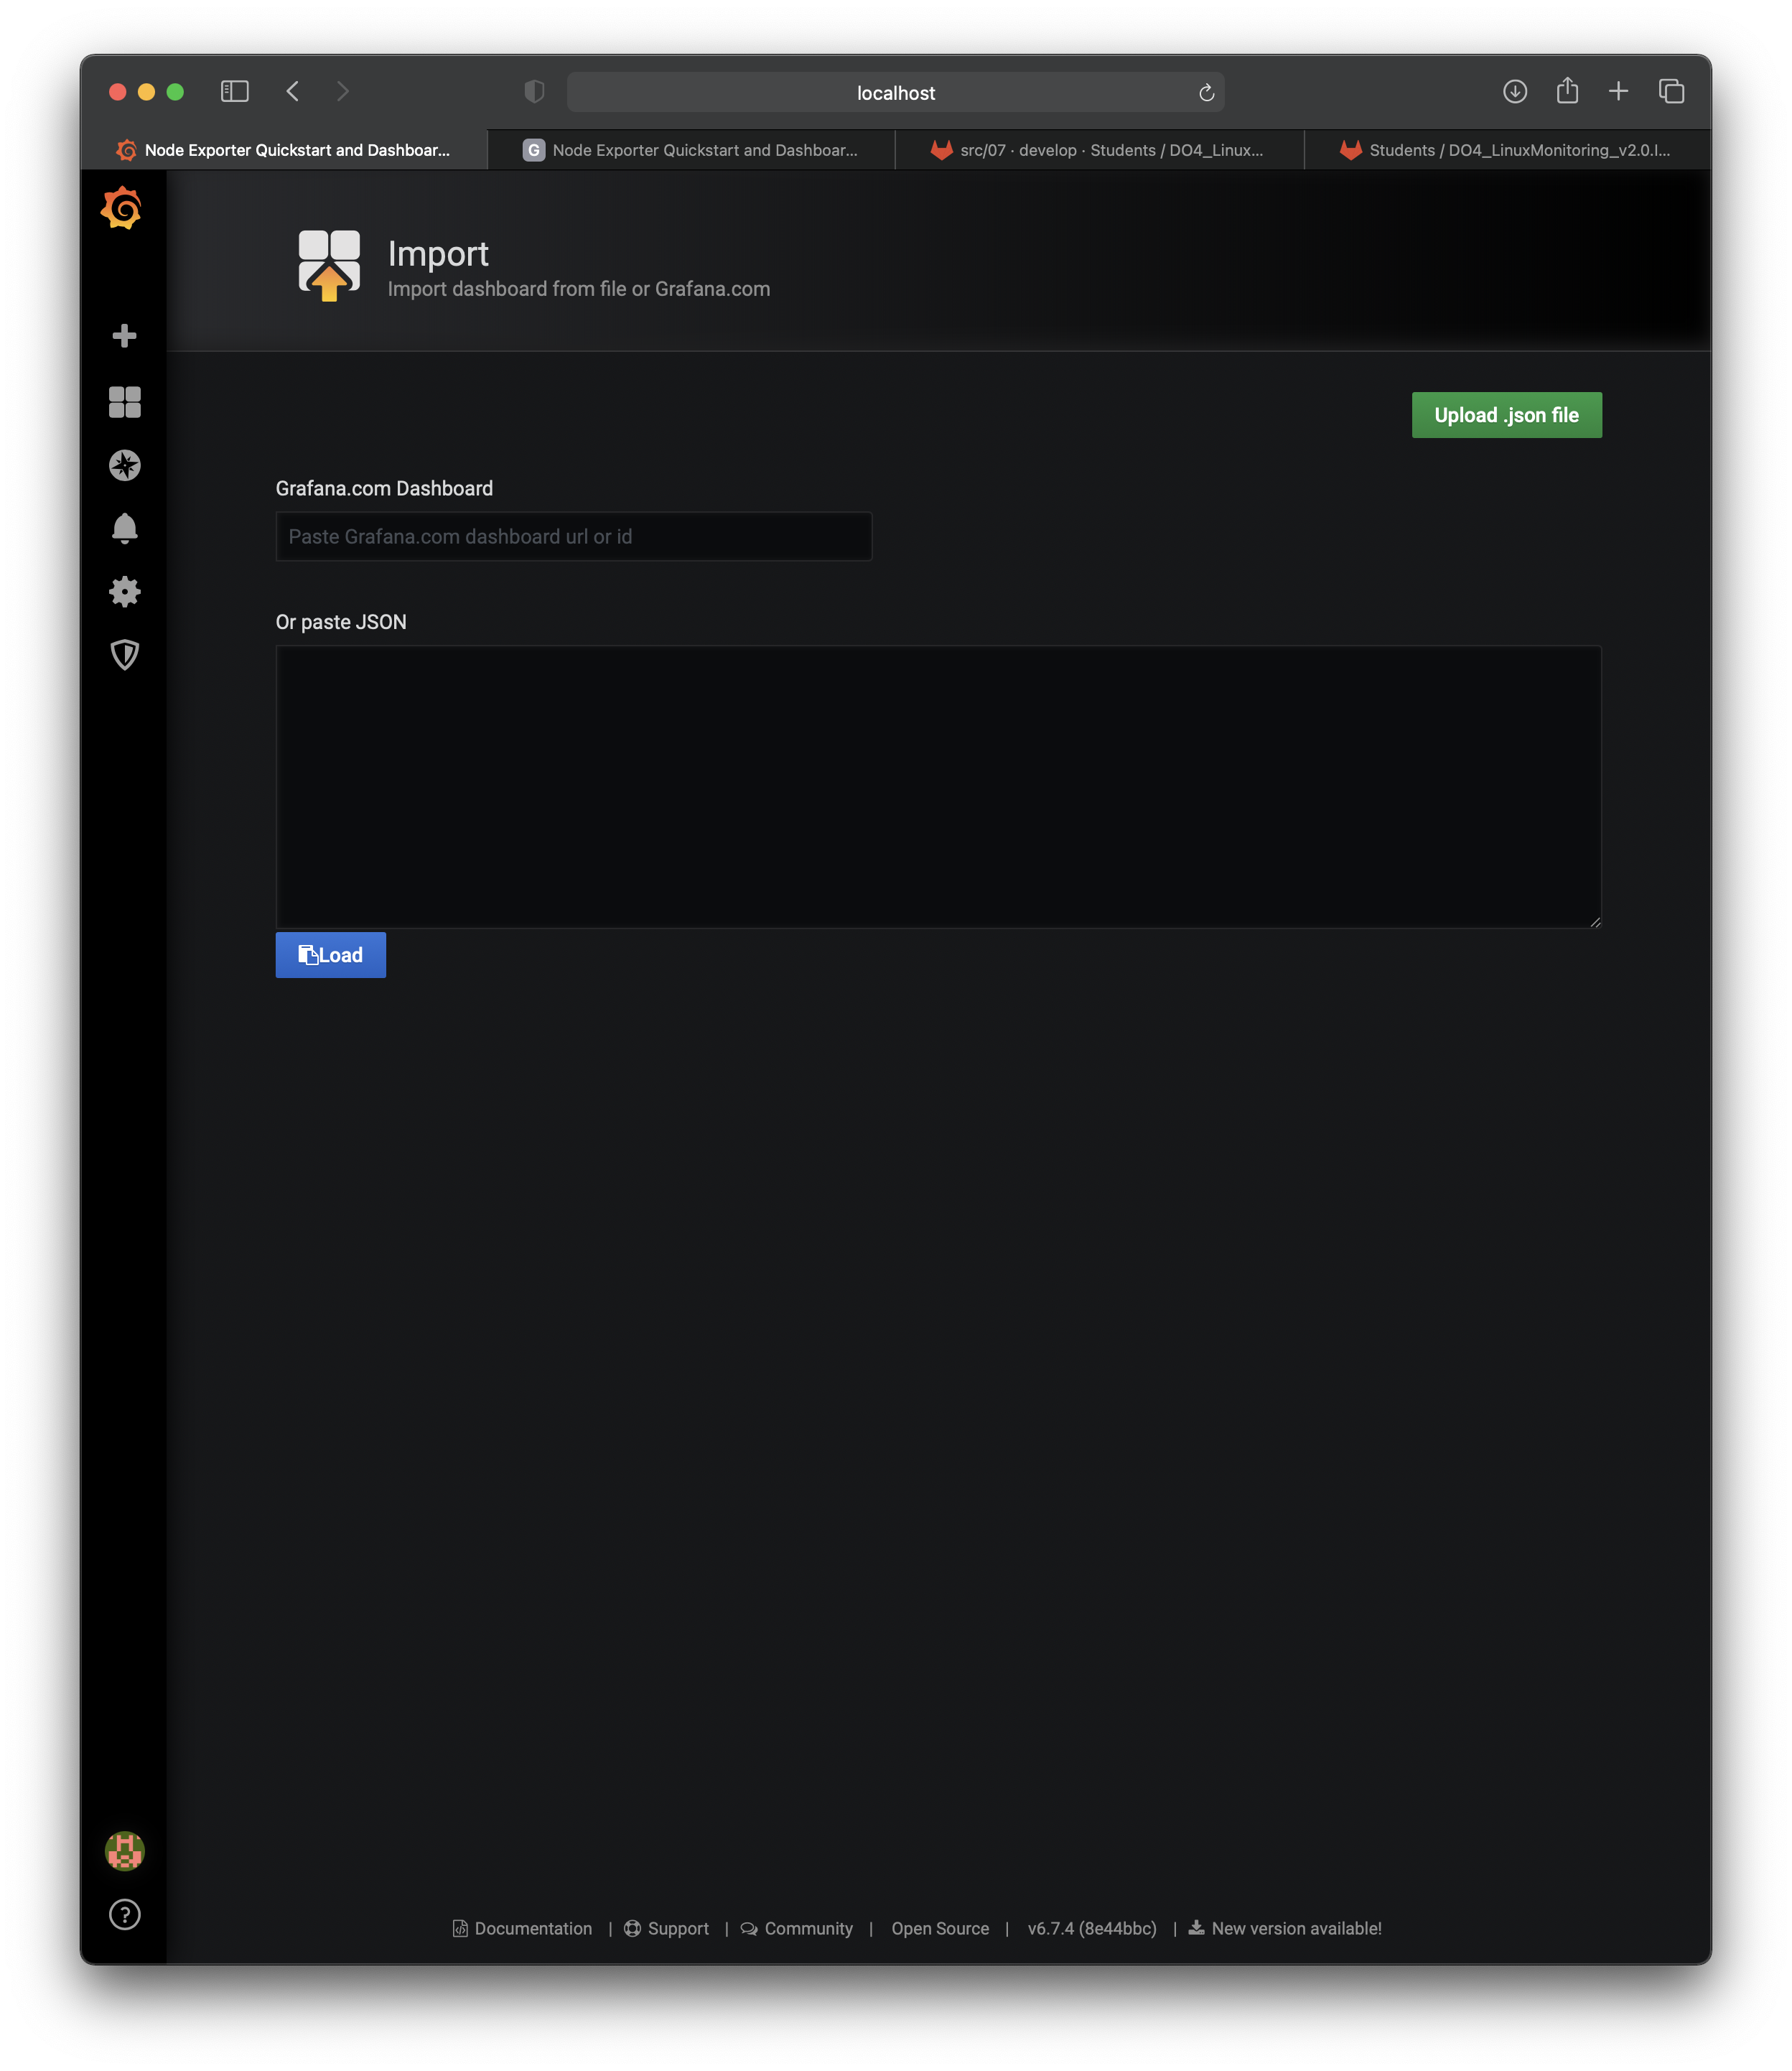 localhost
Node Exporter Quickstart and Dashboar...
G Node Exporter Quickstart and Dashboar...
src/07 · develop · Students / DO4_Linux...
Students / DO4_LinuxMonitoring_v2.0.I...
Import
Import dashboard from file or Grafana.com
Upload .json file
Grafana.com Dashboard
Paste Grafana.com dashboard url or id
Or paste JSON
Load
?
Documentation | Support | Community | Open Source | v6.7.4 (8e44bbc) | New version available!